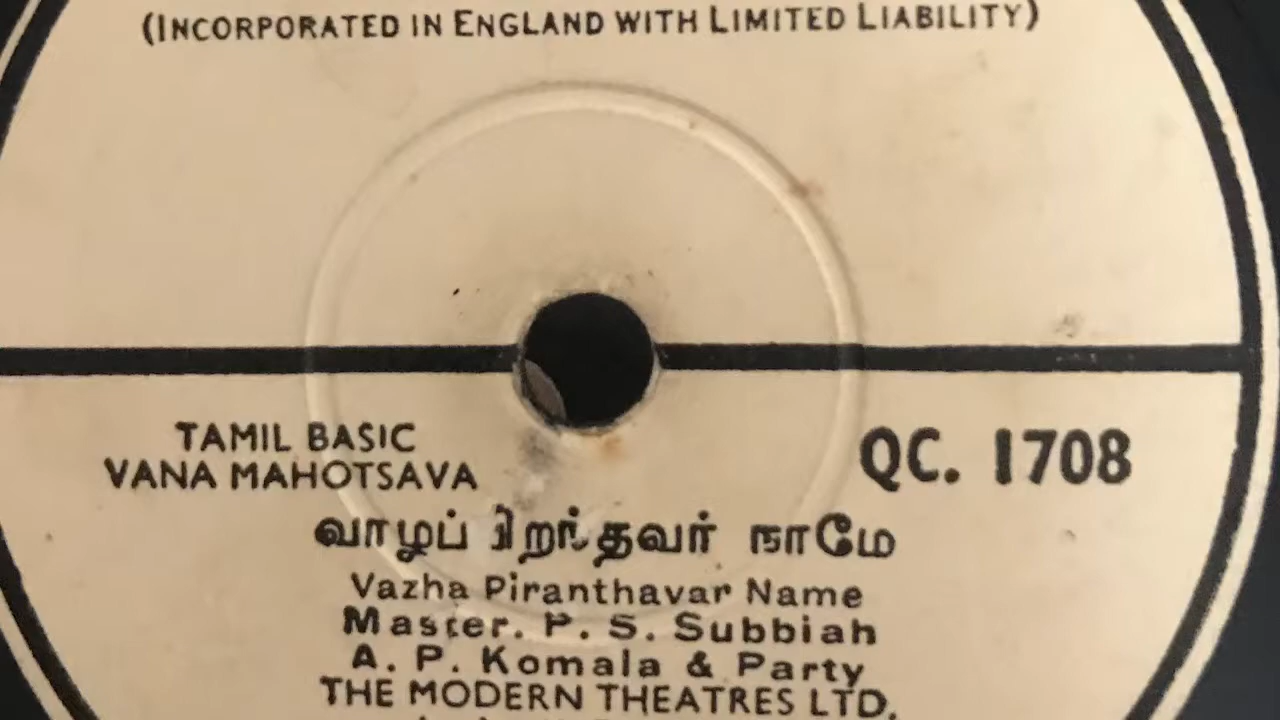 (INCORPORATED IN ENGLAND WITH LIMITED LIABILITY)
TAMIL BASIC
VANA MAHOTSAVA
QC. 1708
வாழப் பிறந்தவர் நாமே
Vazha Piranthavar Name
Master. P. S. Subbiah
A. P. Komala & Party
THE MODERN THEATRES LTD.